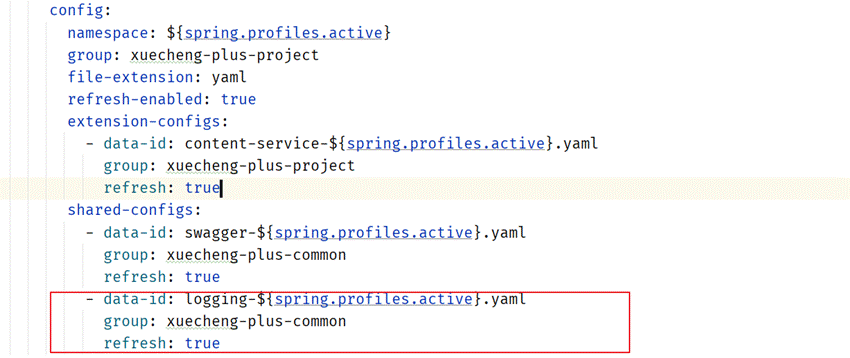 config:
  namespace: ${spring.profiles.active}
  group: xuecheng-plus-project
  file-extension: yaml
  refresh-enabled: true
  extension-configs:
    - data-id: content-service-${spring.profiles.active}.yaml
      group: xuecheng-plus-project
      refresh: true
  shared-configs:
    - data-id: swagger-${spring.profiles.active}.yaml
      group: xuecheng-plus-common
      refresh: true
    - data-id: logging-${spring.profiles.active}.yaml
      group: xuecheng-plus-common
      refresh: true